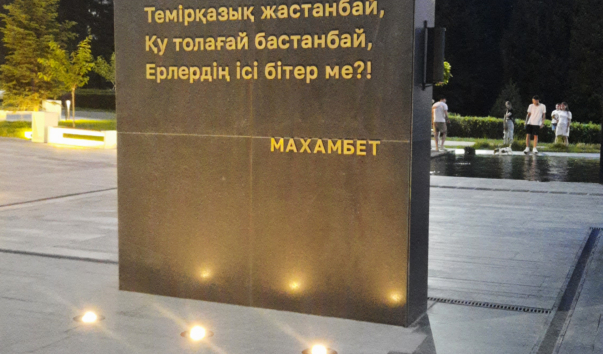 Темірқазық жастанбай,
Қу толағай бастанбай,
Ерлердің ісі бітер ме?!
МАХАМБЕТ